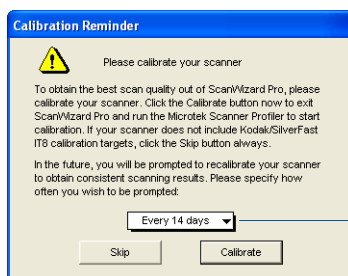 Calibration Reminder
Please calibrate your scanner
To obtain the best scan quality out of ScanWizard Pro, please
calibrate your scanner. Click the Calibrate button now to exit
ScanWizard Pro and run the Microtek Scanner Profiler to start
calibration. If your scanner does not include Kodak/SilverFast
IT8 calibration targets, click the Skip button always.
In the future, you will be prompted to recalibrate your scanner
to obtain consistent scanning results. Please specify how
often you wish to be prompted:
Every 14 days
Skip
Calibrate